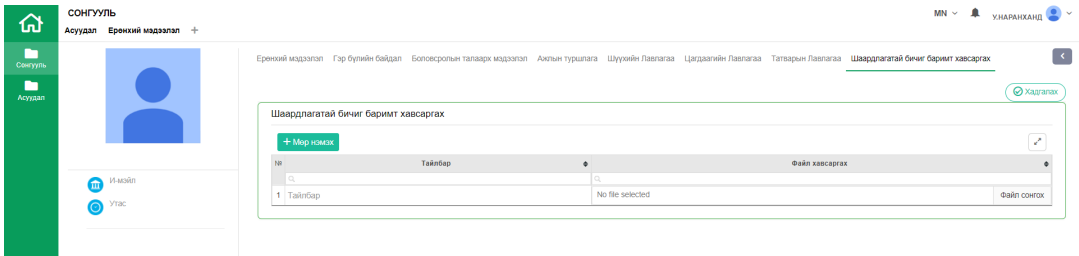 СОНГУУЛЬ
MN
У.НАРАНХАНД
Асуудал Ерөнхий мэдээлэл +
Сонгууль
Асуудал
Ерөнхий мэдээлэл Гэр бүлийн байдал Боловсролын талаарх мэдээлэл Ажлын туршлага Шүүхийн Лавлагаа Цагдаагийн Лавлагаа Татварын Лавлагаа Шаардлагатай бичиг баримт хавсаргах
Хадгалах
Шаардлагатай бичиг баримт хавсаргах
+ Мөр нэмэх
№ Тайлбар Файл хавсаргах
1 Тайлбар No file selected Файл сонгох
И-мэйл
Утас